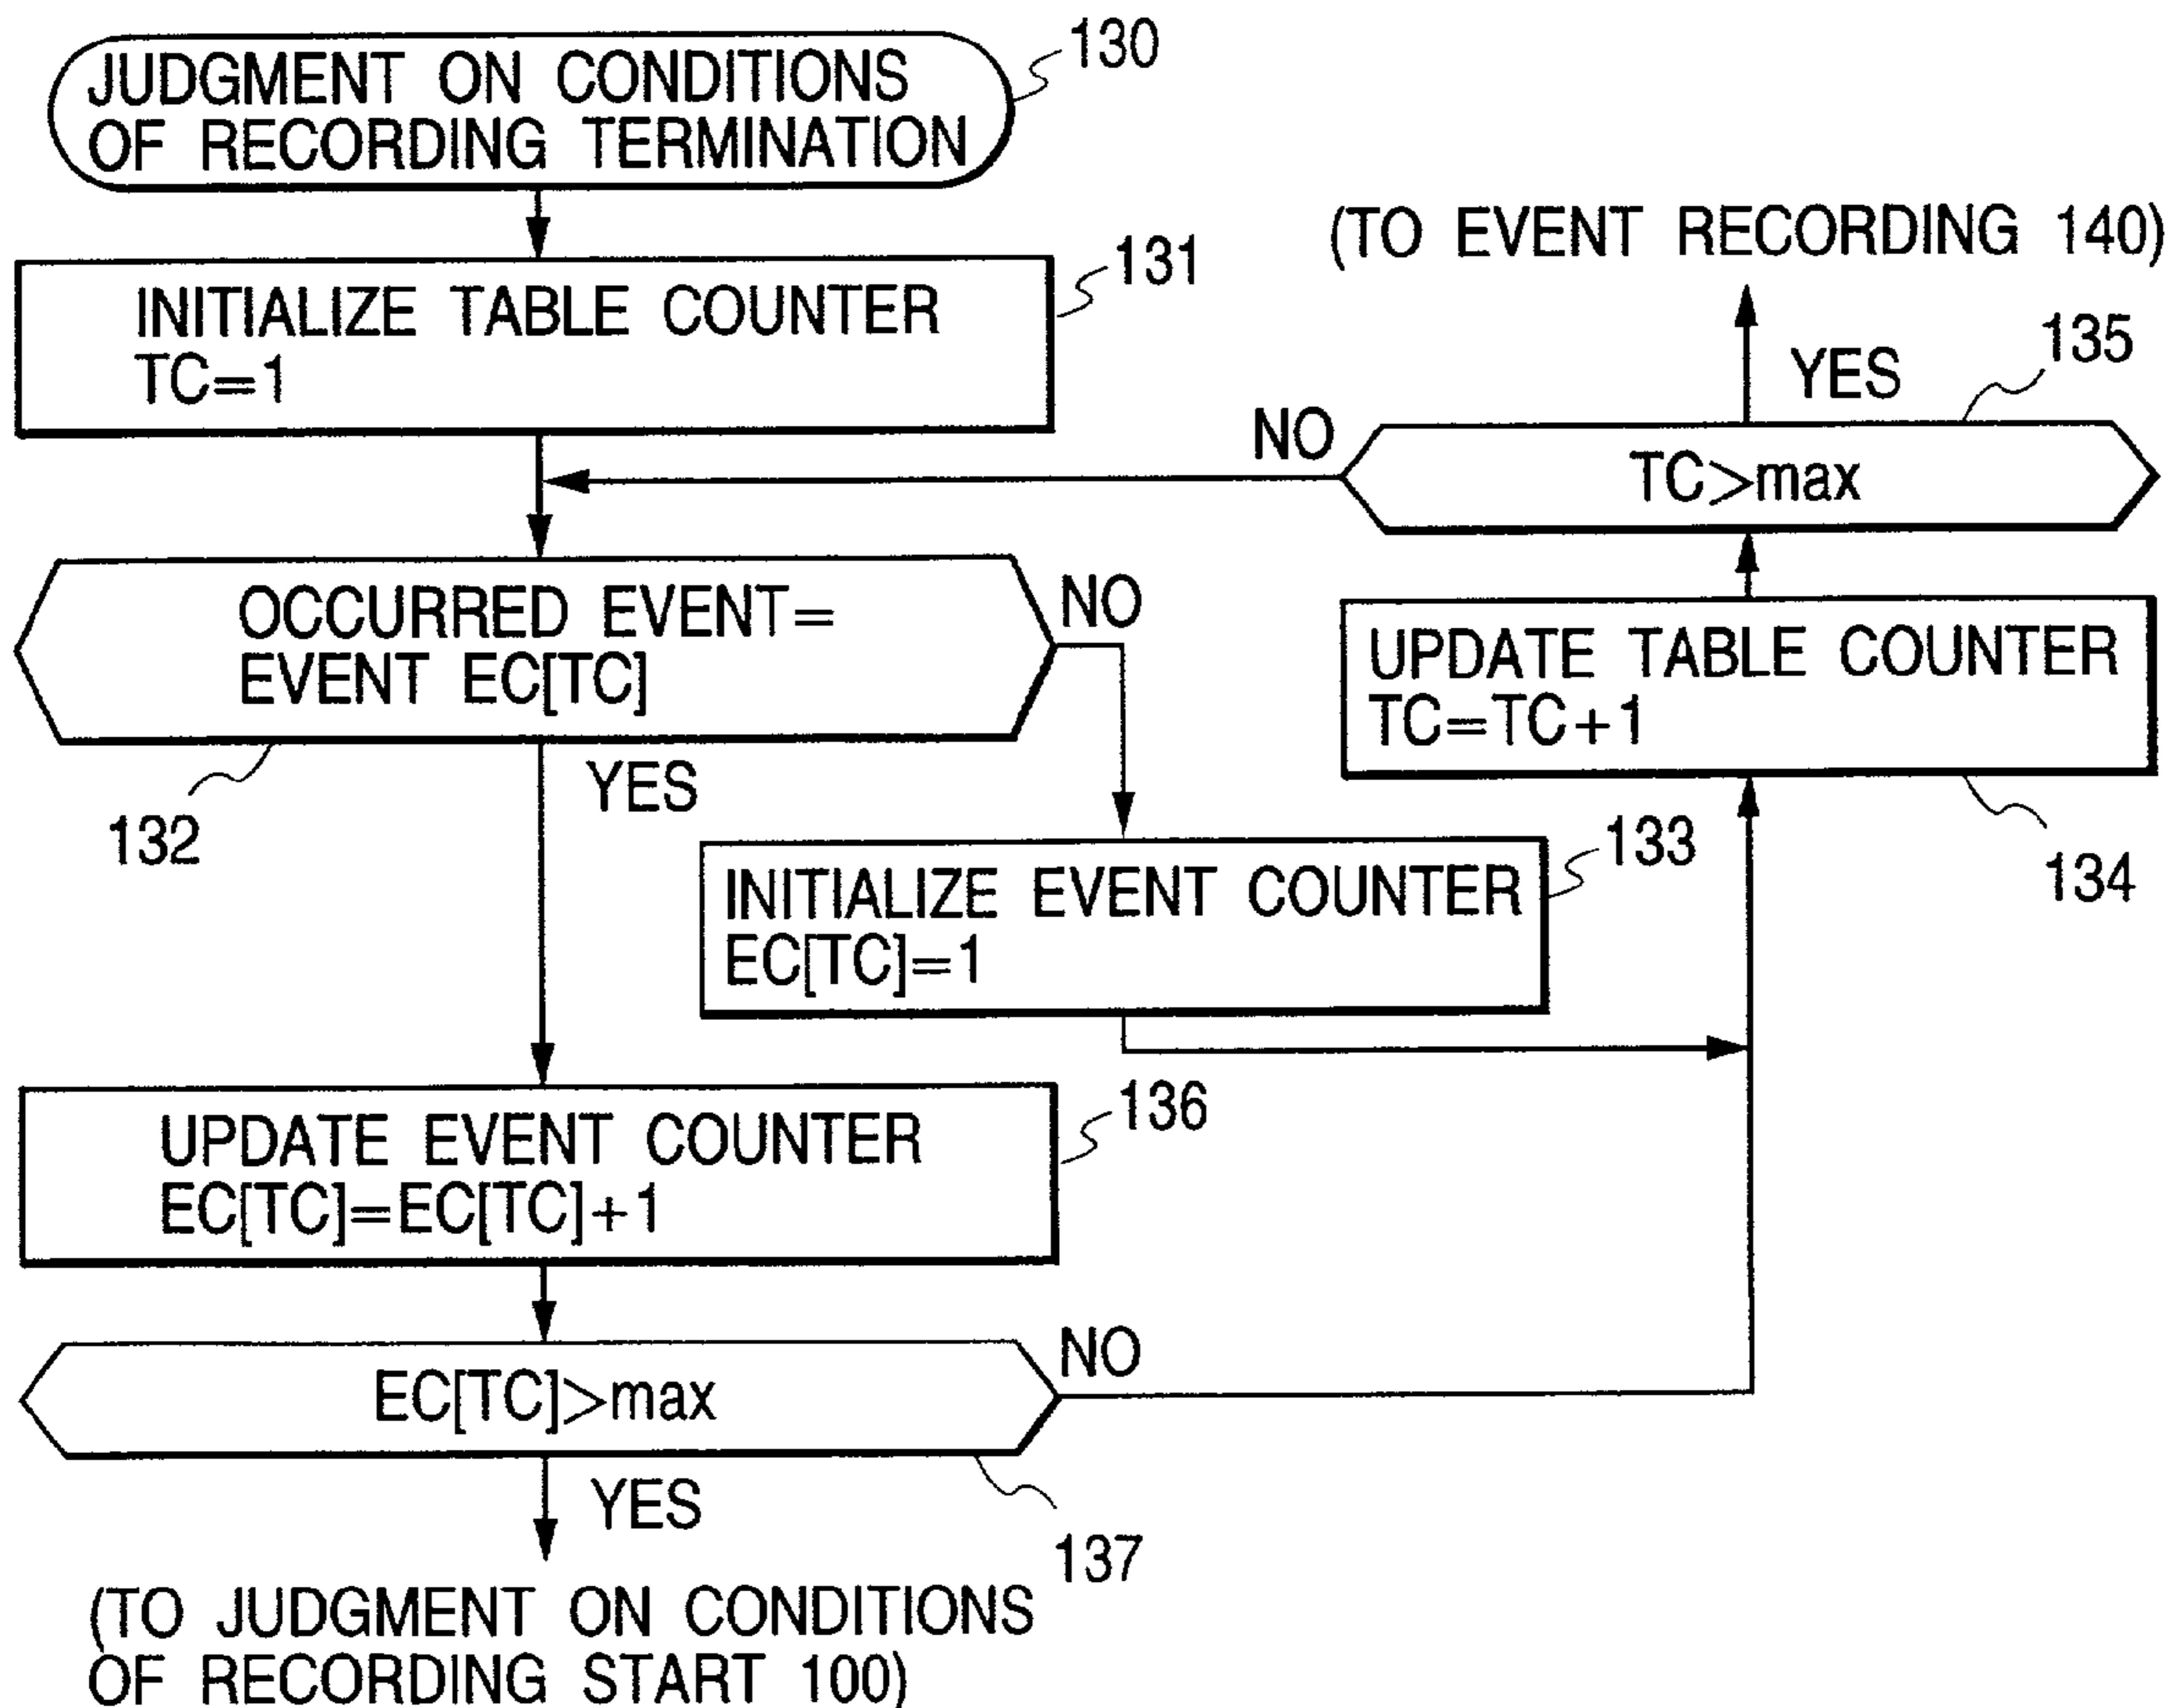 JUDGMENT ON CONDITIONS
OF RECORDING TERMINATION
130
(TO EVENT RECORDING 140)
INITIALIZE TABLE COUNTER
TC=1
131
YES
135
NO
TC>max
OCCURRED EVENT=
EVENT EC[TC]
NO
132
YES
UPDATE TABLE COUNTER
TC=TC+1
134
INITIALIZE EVENT COUNTER
EC[TC]=1
133
UPDATE EVENT COUNTER
EC[TC]=EC[TC]+1
136
EC[TC]>max
NO
YES
137
(TO JUDGMENT ON CONDITIONS
OF RECORDING START 100)